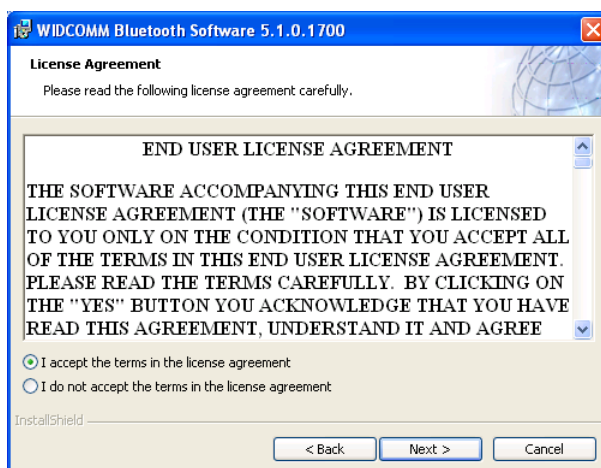 WIDCOMM Bluetooth Software 5.1.0.1700
License Agreement
Please read the following license agreement carefully.
END USER LICENSE AGREEMENT
THE SOFTWARE ACCOMPANYING THIS END USER
LICENSE AGREEMENT (THE "SOFTWARE") IS LICENSED
TO YOU ONLY ON THE CONDITION THAT YOU ACCEPT ALL
OF THE TERMS IN THIS END USER LICENSE AGREEMENT.
PLEASE READ THE TERMS CAREFULLY.  BY CLICKING ON
THE "YES" BUTTON YOU ACKNOWLEDGE THAT YOU HAVE
READ THIS AGREEMENT, UNDERSTAND IT AND AGREE
I accept the terms in the license agreement
I do not accept the terms in the license agreement
InstallShield
< Back Next > Cancel